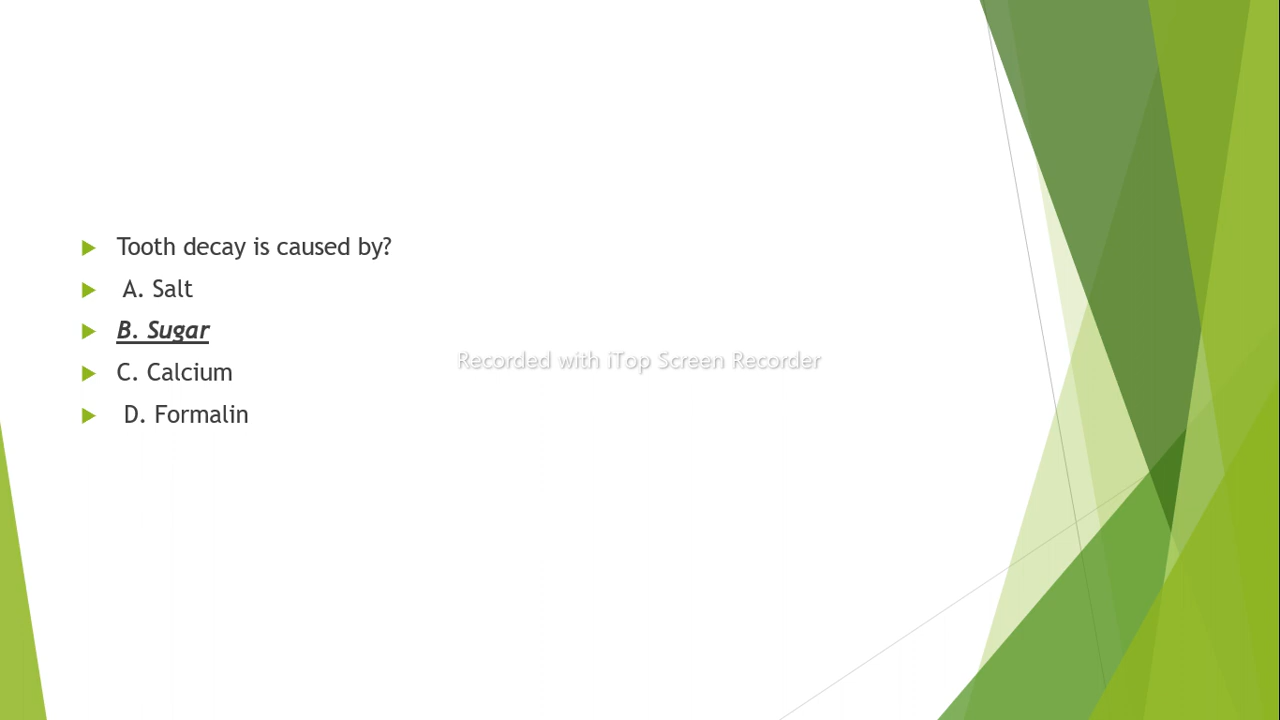 Tooth decay is caused by?
A. Salt
B. Sugar
Recorded with iTop Screen Recorder
C. Calcium
D. Formalin